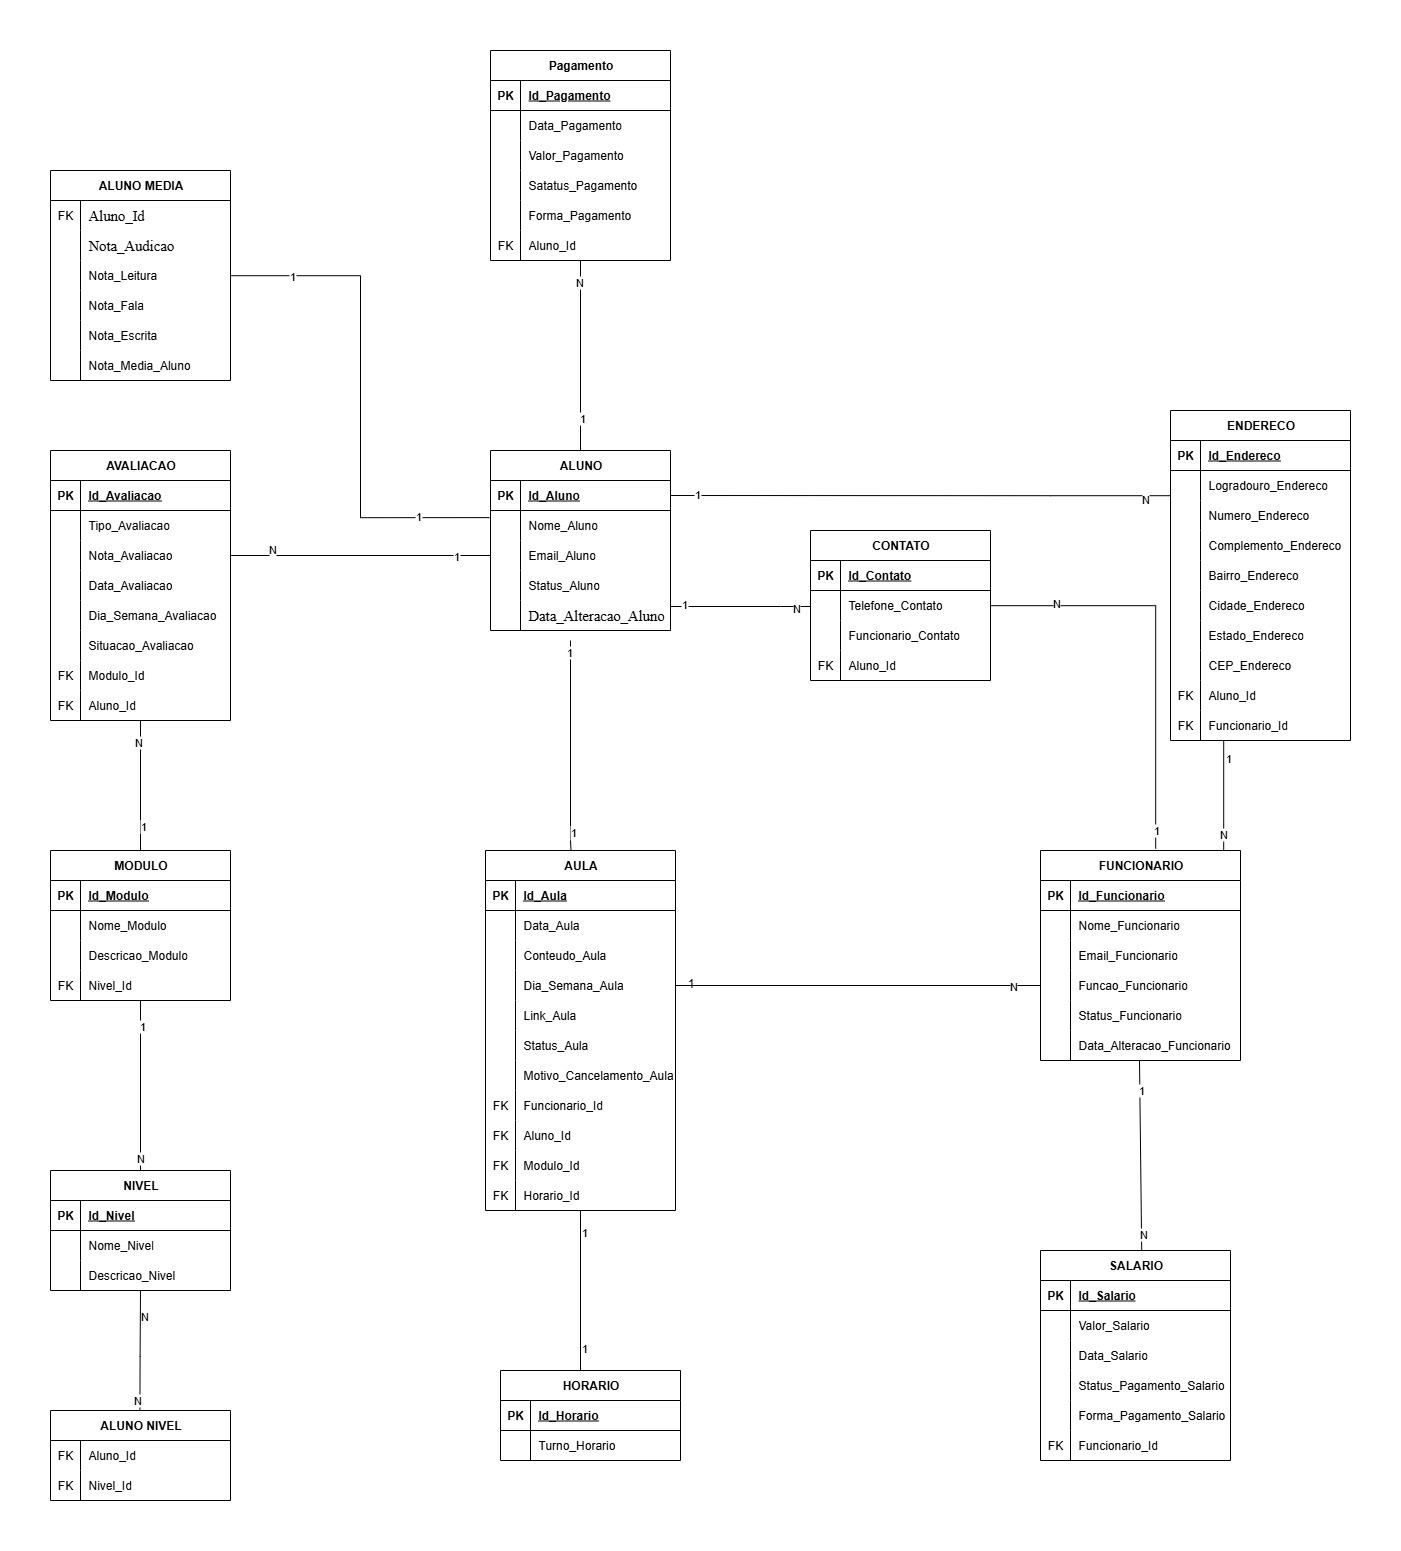 Pagamento
PK Id_Pagamento
Data_Pagamento
Valor_Pagamento
Satatus_Pagamento
Forma_Pagamento
FK Aluno_Id
N
1
ALUNO MEDIA
FK Aluno_Id
Nota_Audicao
Nota_Leitura
Nota_Fala
Nota_Escrita
Nota_Media_Aluno
1
1
AVALIACAO
PK Id_Avaliacao
Tipo_Avaliacao
Nota_Avaliacao
Data_Avaliacao
Dia_Semana_Avaliacao
Situacao_Avaliacao
FK Modulo_Id
FK Aluno_Id
N
1
ALUNO
PK Id_Aluno
Nome_Aluno
Email_Aluno
Status_Aluno
Data_Alteracao_Aluno
1
N
1
N
CONTATO
PK Id_Contato
Telefone_Contato
Funcionario_Contato
FK Aluno_Id
N
1
ENDERECO
PK Id_Endereco
Logradouro_Endereco
Numero_Endereco
Complemento_Endereco
Bairro_Endereco
Cidade_Endereco
Estado_Endereco
CEP_Endereco
FK Aluno_Id
FK Funcionario_Id
1
N
N
1
1
1
MODULO
PK Id_Modulo
Nome_Modulo
Descricao_Modulo
FK Nivel_Id
1
N
AULA
PK Id_Aula
Data_Aula
Conteudo_Aula
Dia_Semana_Aula
Link_Aula
Status_Aula
Motivo_Cancelamento_Aula
FK Funcionario_Id
FK Aluno_Id
FK Modulo_Id
FK Horario_Id
1
N
FUNCIONARIO
PK Id_Funcionario
Nome_Funcionario
Email_Funcionario
Funcao_Funcionario
Status_Funcionario
Data_Alteracao_Funcionario
1
N
NIVEL
PK Id_Nivel
Nome_Nivel
Descricao_Nivel
N
N
ALUNO NIVEL
FK Aluno_Id
FK Nivel_Id
1
1
HORARIO
PK Id_Horario
Turno_Horario
SALARIO
PK Id_Salario
Valor_Salario
Data_Salario
Status_Pagamento_Salario
Forma_Pagamento_Salario
FK Funcionario_Id